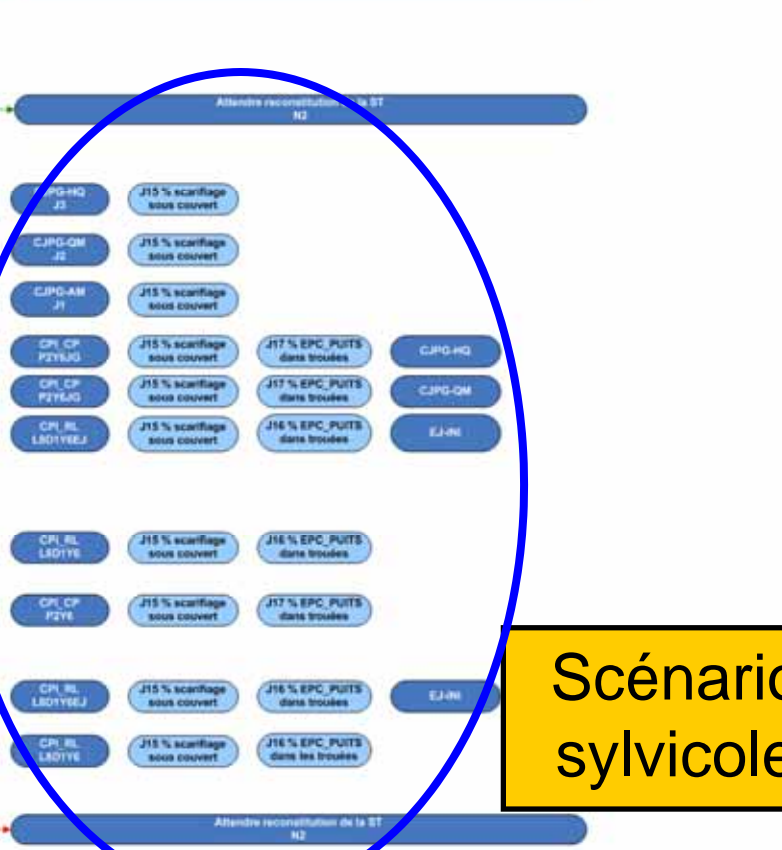 Attendre reconstitution de la ST
N2
CJPG-HQ
J3
J15 % scarifiage
sous couvert
CJPG-QM
J2
J15 % scarifiage
sous couvert
CJPG-AM
J1
J15 % scarifiage
sous couvert
CPI_CP
P2Y6JG
J15 % scarifiage
sous couvert
J17 % EPC_PUITS
dans trouées
CJPG-HQ
CPI_CP
P2Y6JG
J15 % scarifiage
sous couvert
J17 % EPC_PUITS
dans trouées
CJPG-QM
CPI_RL
L8D1Y6EJ
J15 % scarifiage
sous couvert
J16 % EPC_PUITS
dans trouées
EJ-INI
CPI_RL
L8D1Y6
J15 % scarifiage
sous couvert
J16 % EPC_PUITS
dans trouées
CPI_CP
P2Y6
J15 % scarifiage
sous couvert
J17 % EPC_PUITS
dans trouées
CPI_RL
L8D1Y6EJ
J15 % scarifiage
sous couvert
J16 % EPC_PUITS
dans trouées
EJ-INI
CPI_RL
L8D1Y6
J15 % scarifiage
sous couvert
J16 % EPC_PUITS
dans les trouées
Scénario
sylvicole
Attendre reconstitution de la ST
N2